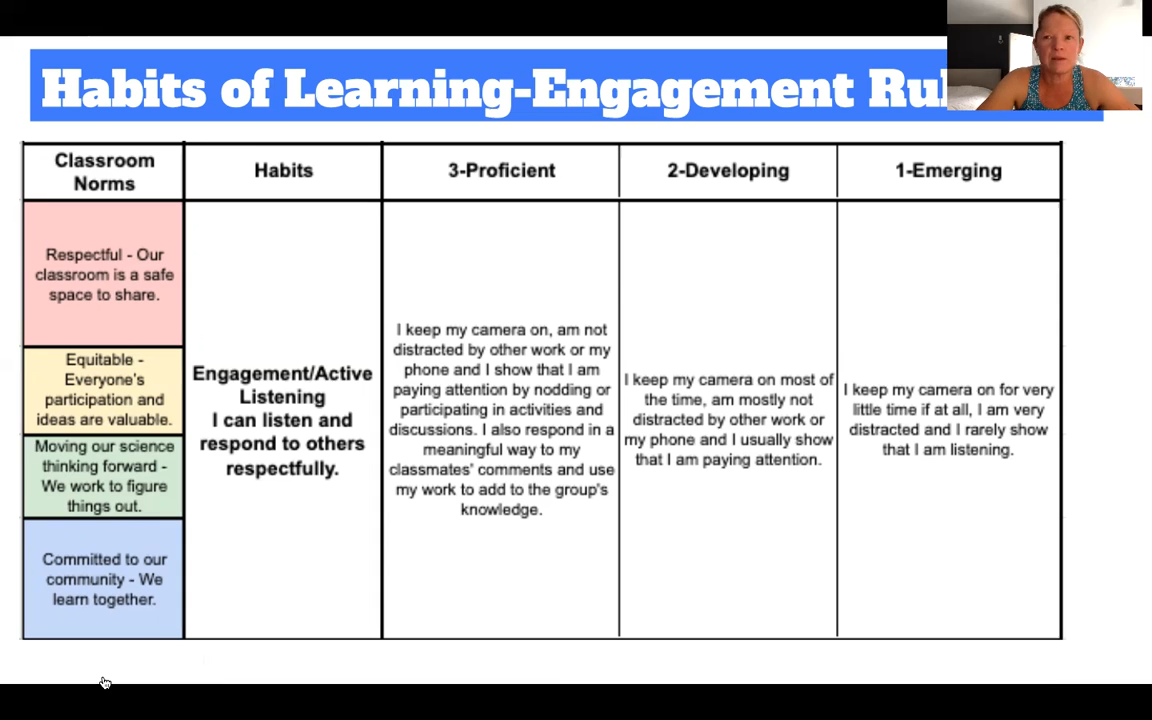 Habits of Learning-Engagement
Classroom
Norms
Habits
3-Proficient
2-Developing
1-Emerging
Respectful - Our
classroom is a safe
space to share.
Equitable -
Everyone's
participation and
ideas are valuable.
Moving our science
thinking forward -
We work to figure
things out.
Committed to our
community - We
learn together.
Engagement/Active
Listening
I can listen and
respond to others
respectfully.
I keep my camera on, am not
distracted by other work or my
phone and I show that I am
paying attention by nodding or
participating in activities and
discussions. I also respond in a
meaningful way to my
classmates' comments and use
my work to add to the group's
knowledge.
I keep my camera on most of
the time, am mostly not
distracted by other work or
my phone and I usually show
that I am paying attention.
I keep my camera on for very
little time if at all, I am very
distracted and I rarely show
that I am listening.